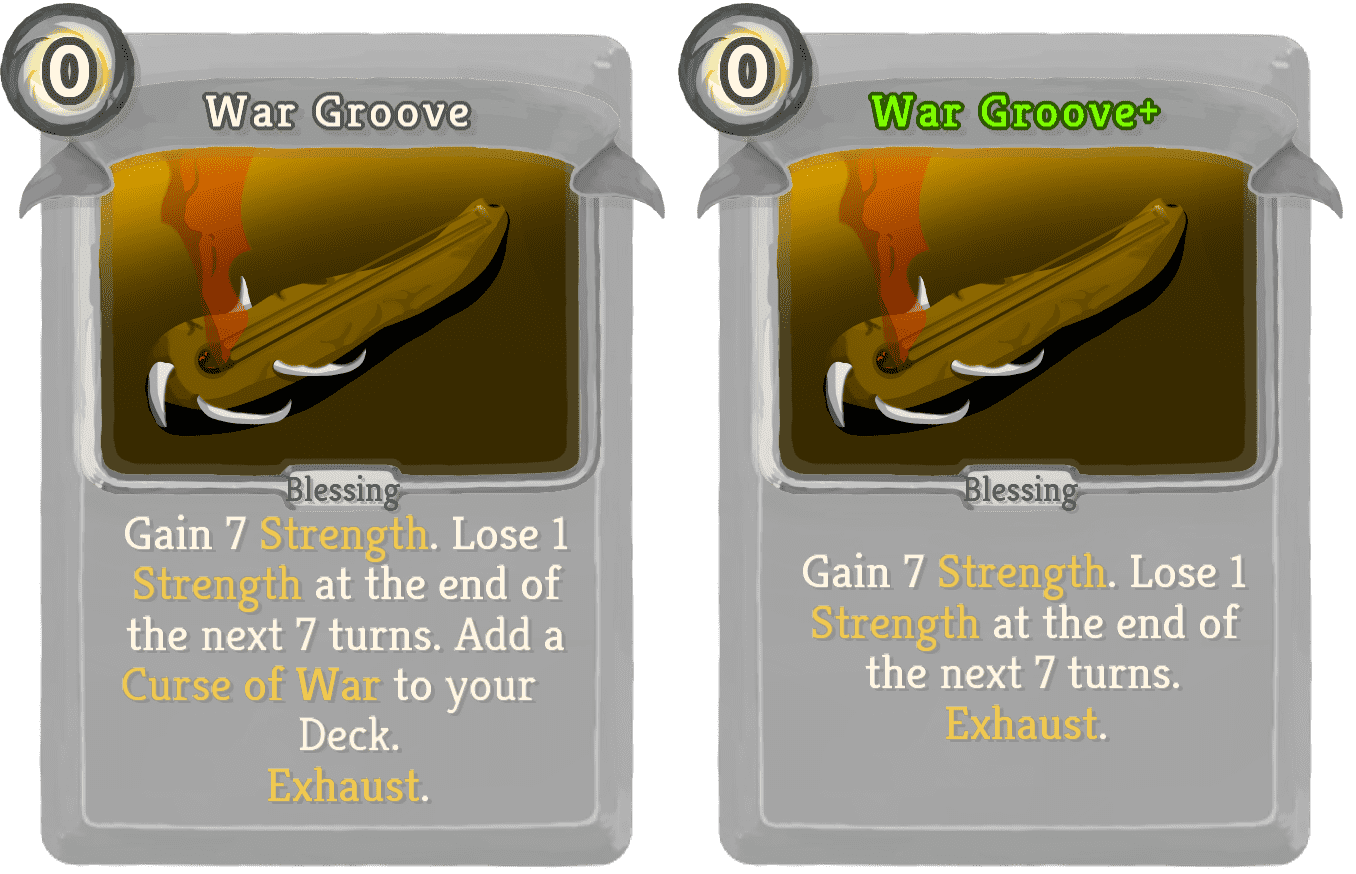 0
War Groove
Blessing
Gain 7 Strength. Lose 1
Strength at the end of
the next 7 turns. Add a
Curse of War to your
Deck.
Exhaust.
0
War Groove+
Blessing
Gain 7 Strength. Lose 1
Strength at the end of
the next 7 turns.
Exhaust.